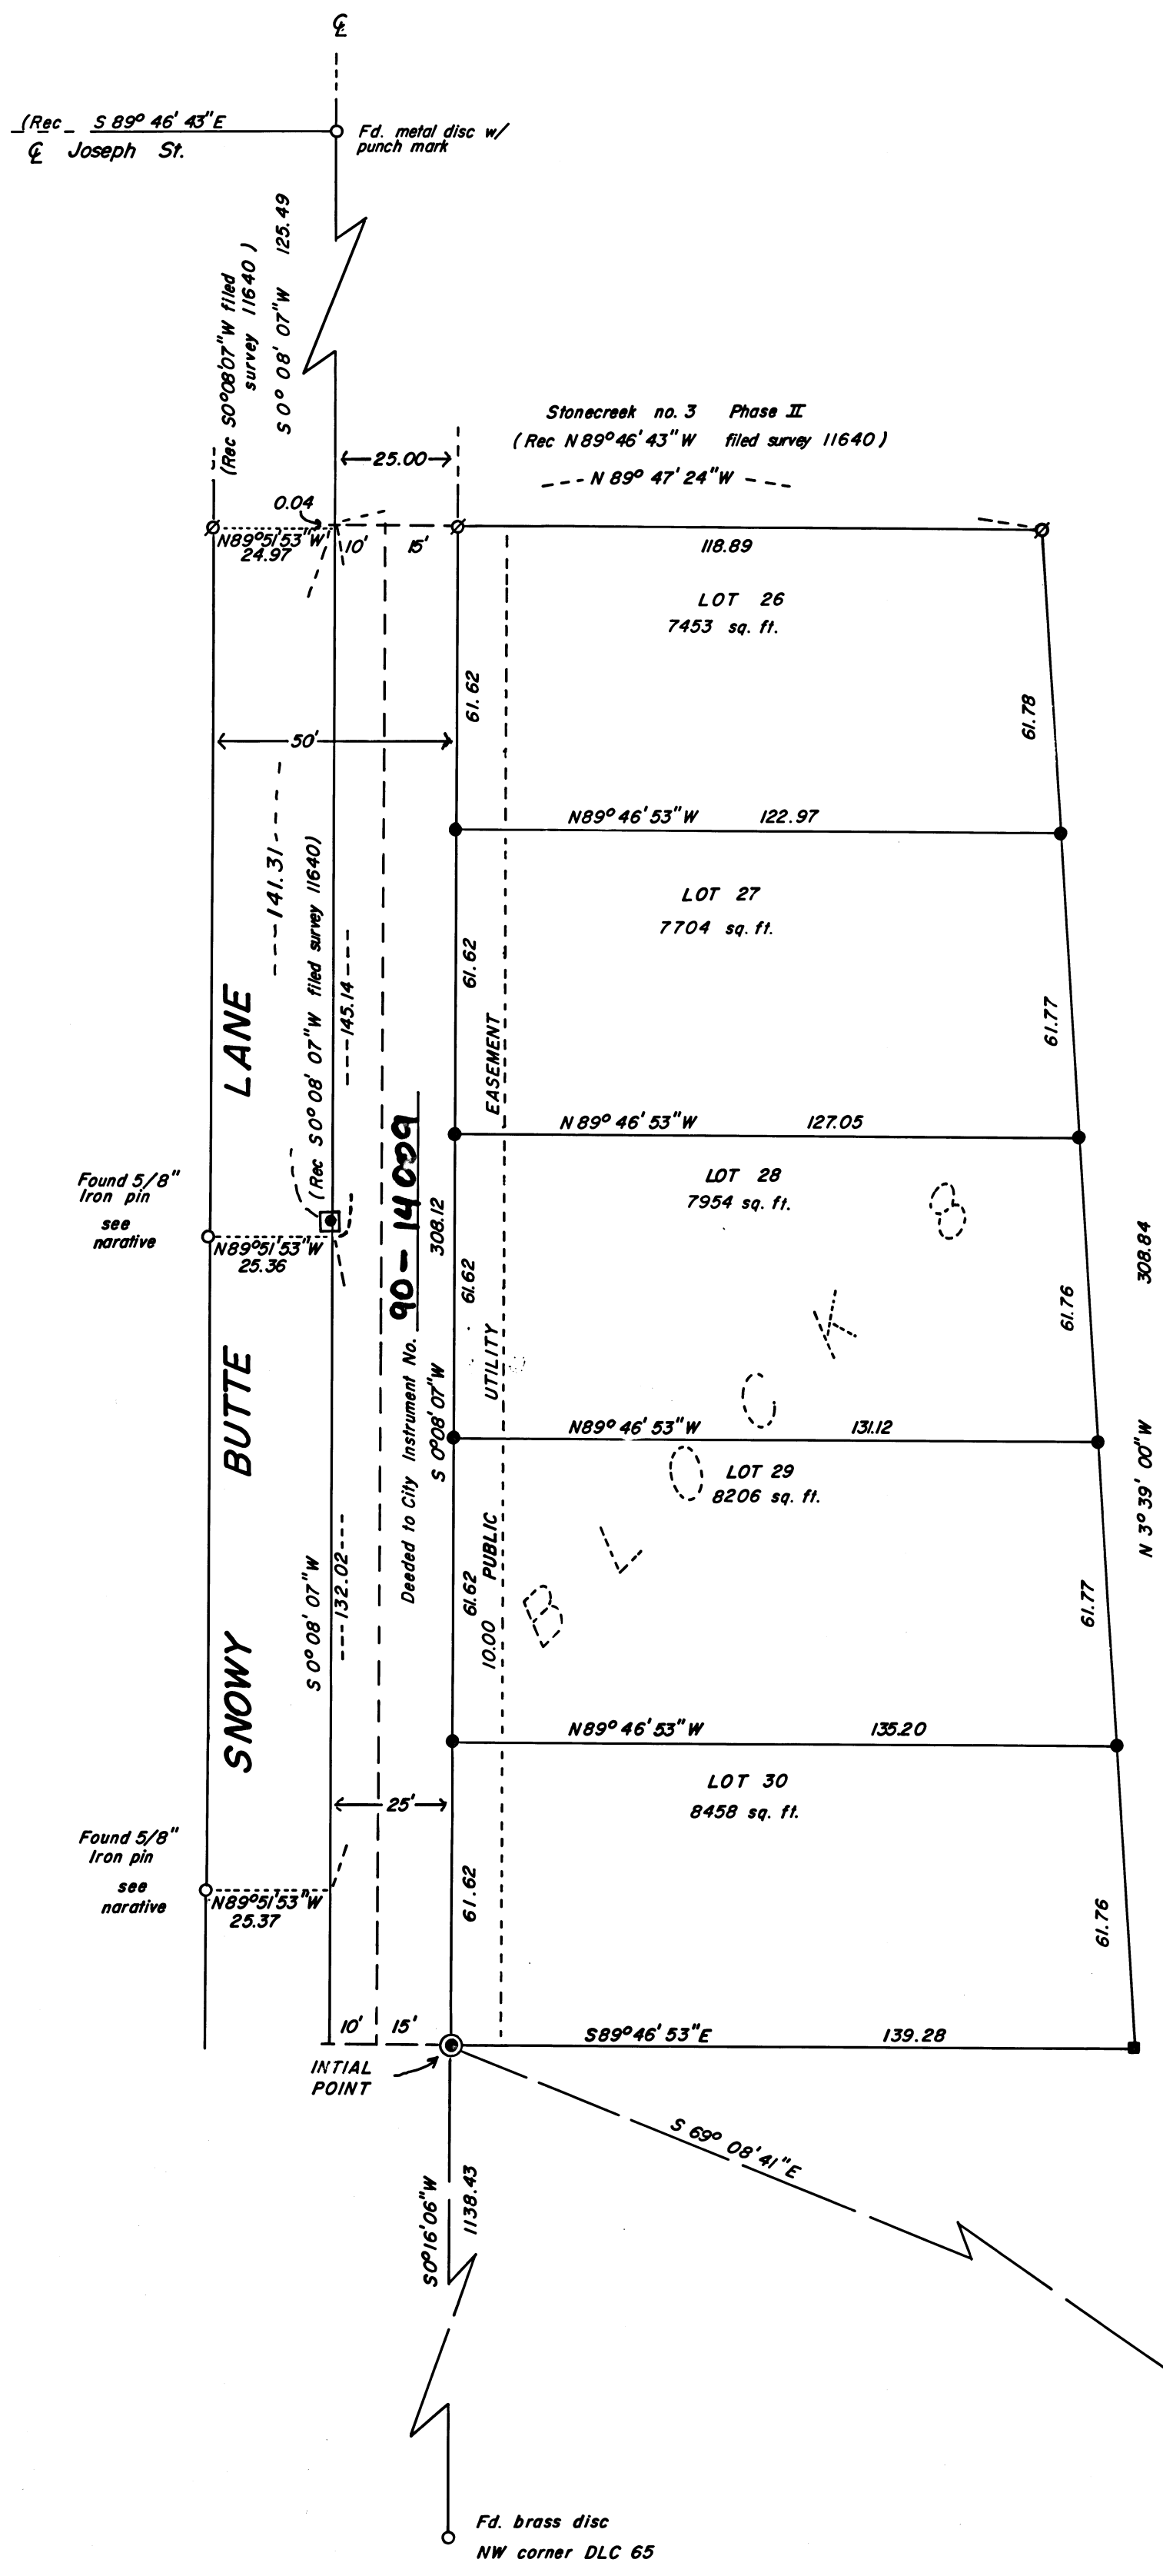 ℄
(Rec S 89° 46' 43"E
℄ Joseph St.
Fd. metal disc w/
punch mark
(Rec S0°08'07"W filed
survey 11640 )
S 0° 08' 07"W 125.49
Stonecreek no. 3 Phase II
(Rec N89°46'43"W filed survey 11640)
N 89° 47' 24"W
25.00
0.04
N89°51'53"W
24.97
10' 15'
118.89
LOT 26
7453 sq. ft.
61.62
61.78
50'
N89° 46' 53"W 122.97
141.31
(Rec S 0° 08' 07"W filed survey 11640)
145.14
LOT 27
7704 sq. ft.
61.62
61.77
N 89° 46' 53"W 127.05
LOT 28
7954 sq. ft.
Found 5/8"
Iron pin
see
narative
N89°51'53"W
25.36
Deeded to City Instrument No. 90-14009
S 0°08'07"W 308.12
61.62
61.76
308.84
N 3° 39' 00"W
N89° 46' 53"W 131.12
LOT 29
8206 sq. ft.
BLOCK 8
10.00 PUBLIC UTILITY EASEMENT
61.62
61.77
SNOWY BUTTE LANE
S 0° 08' 07"W
132.02
N89° 46' 53"W 135.20
LOT 30
8458 sq. ft.
25'
Found 5/8"
Iron pin
see
narative
N89°51'53"W
25.37
61.62
61.76
10' 15'
S89°46' 53"E 139.28
INTIAL
POINT
S 69° 08' 41"E
S0°16'06"W
1138.43
Fd. brass disc
NW corner DLC 65